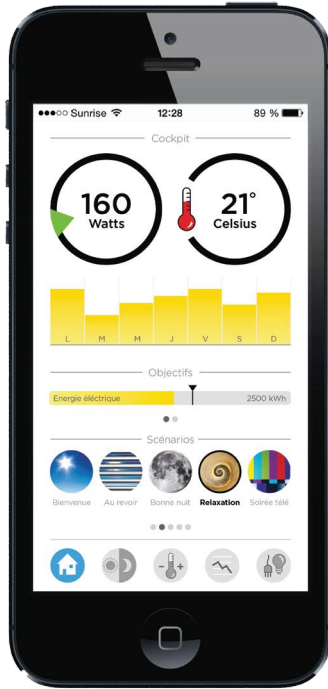 Sunrise 12:28 89 %
Cockpit
160
Watts
21°
Celsius
L M M J V S D
Objectifs
Energie éléctrique 2500 kWh
Scénarios
Bienvenue Au revoir Bonne nuit Relaxation Soirée télé
- +